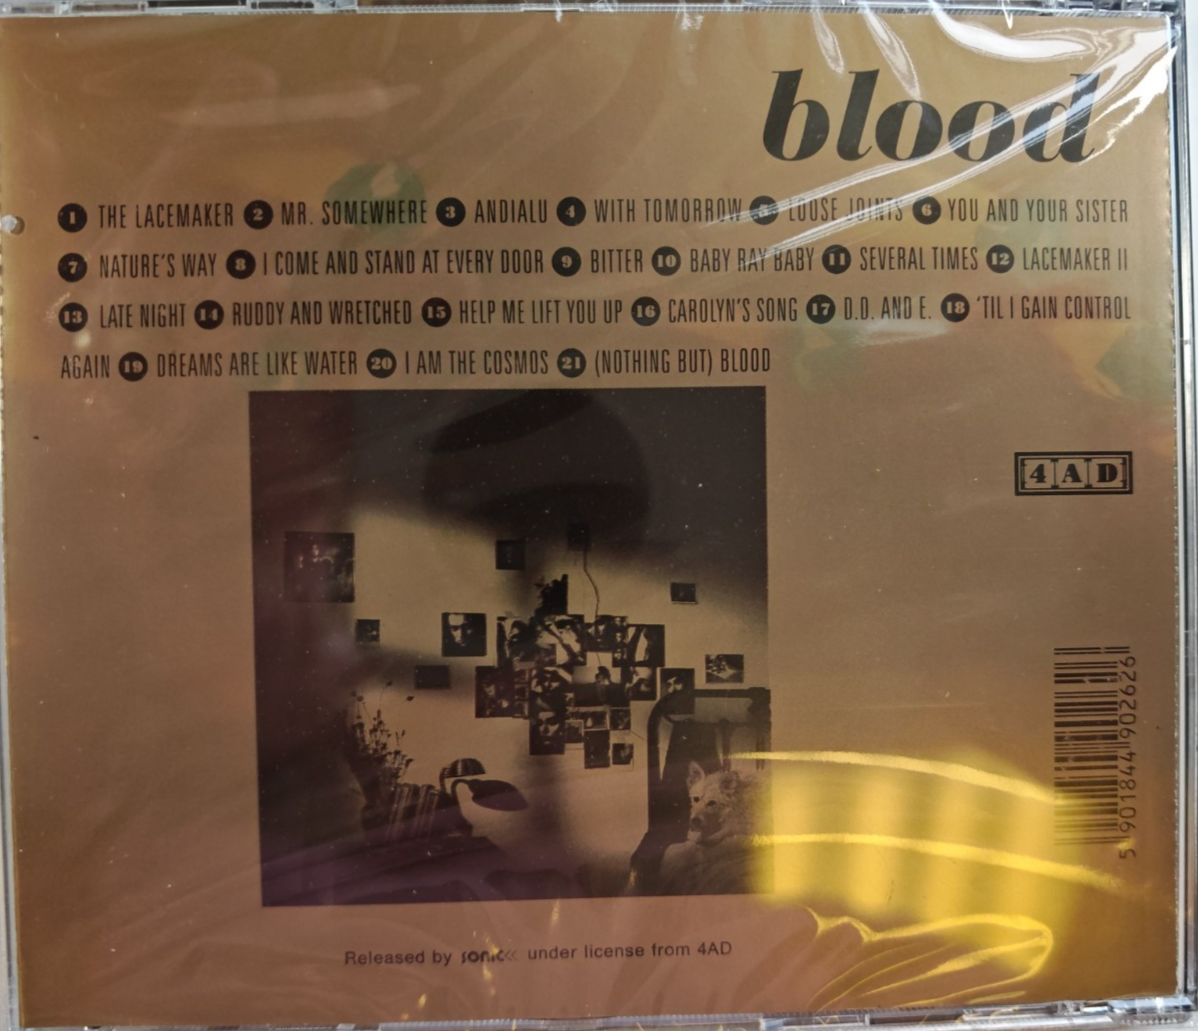 blood
1 THE LACEMAKER 2 MR. SOMEWHERE 3 ANDIALU 4 WITH TOMORROW 5 LOOSE JOINTS 6 YOU AND YOUR SISTER
7 NATURE'S WAY 8 I COME AND STAND AT EVERY DOOR 9 BITTER 10 BABY RAY BABY 11 SEVERAL TIMES 12 LACEMAKER II
13 LATE NIGHT 14 RUDDY AND WRETCHED 15 HELP ME LIFT YOU UP 16 CAROLYN'S SONG 17 D.D. AND E. 18 'TIL I GAIN CONTROL
AGAIN 19 DREAMS ARE LIKE WATER 20 I AM THE COSMOS 21 (NOTHING BUT) BLOOD
4AD
5 901844 902626
Released by sonic under license from 4AD